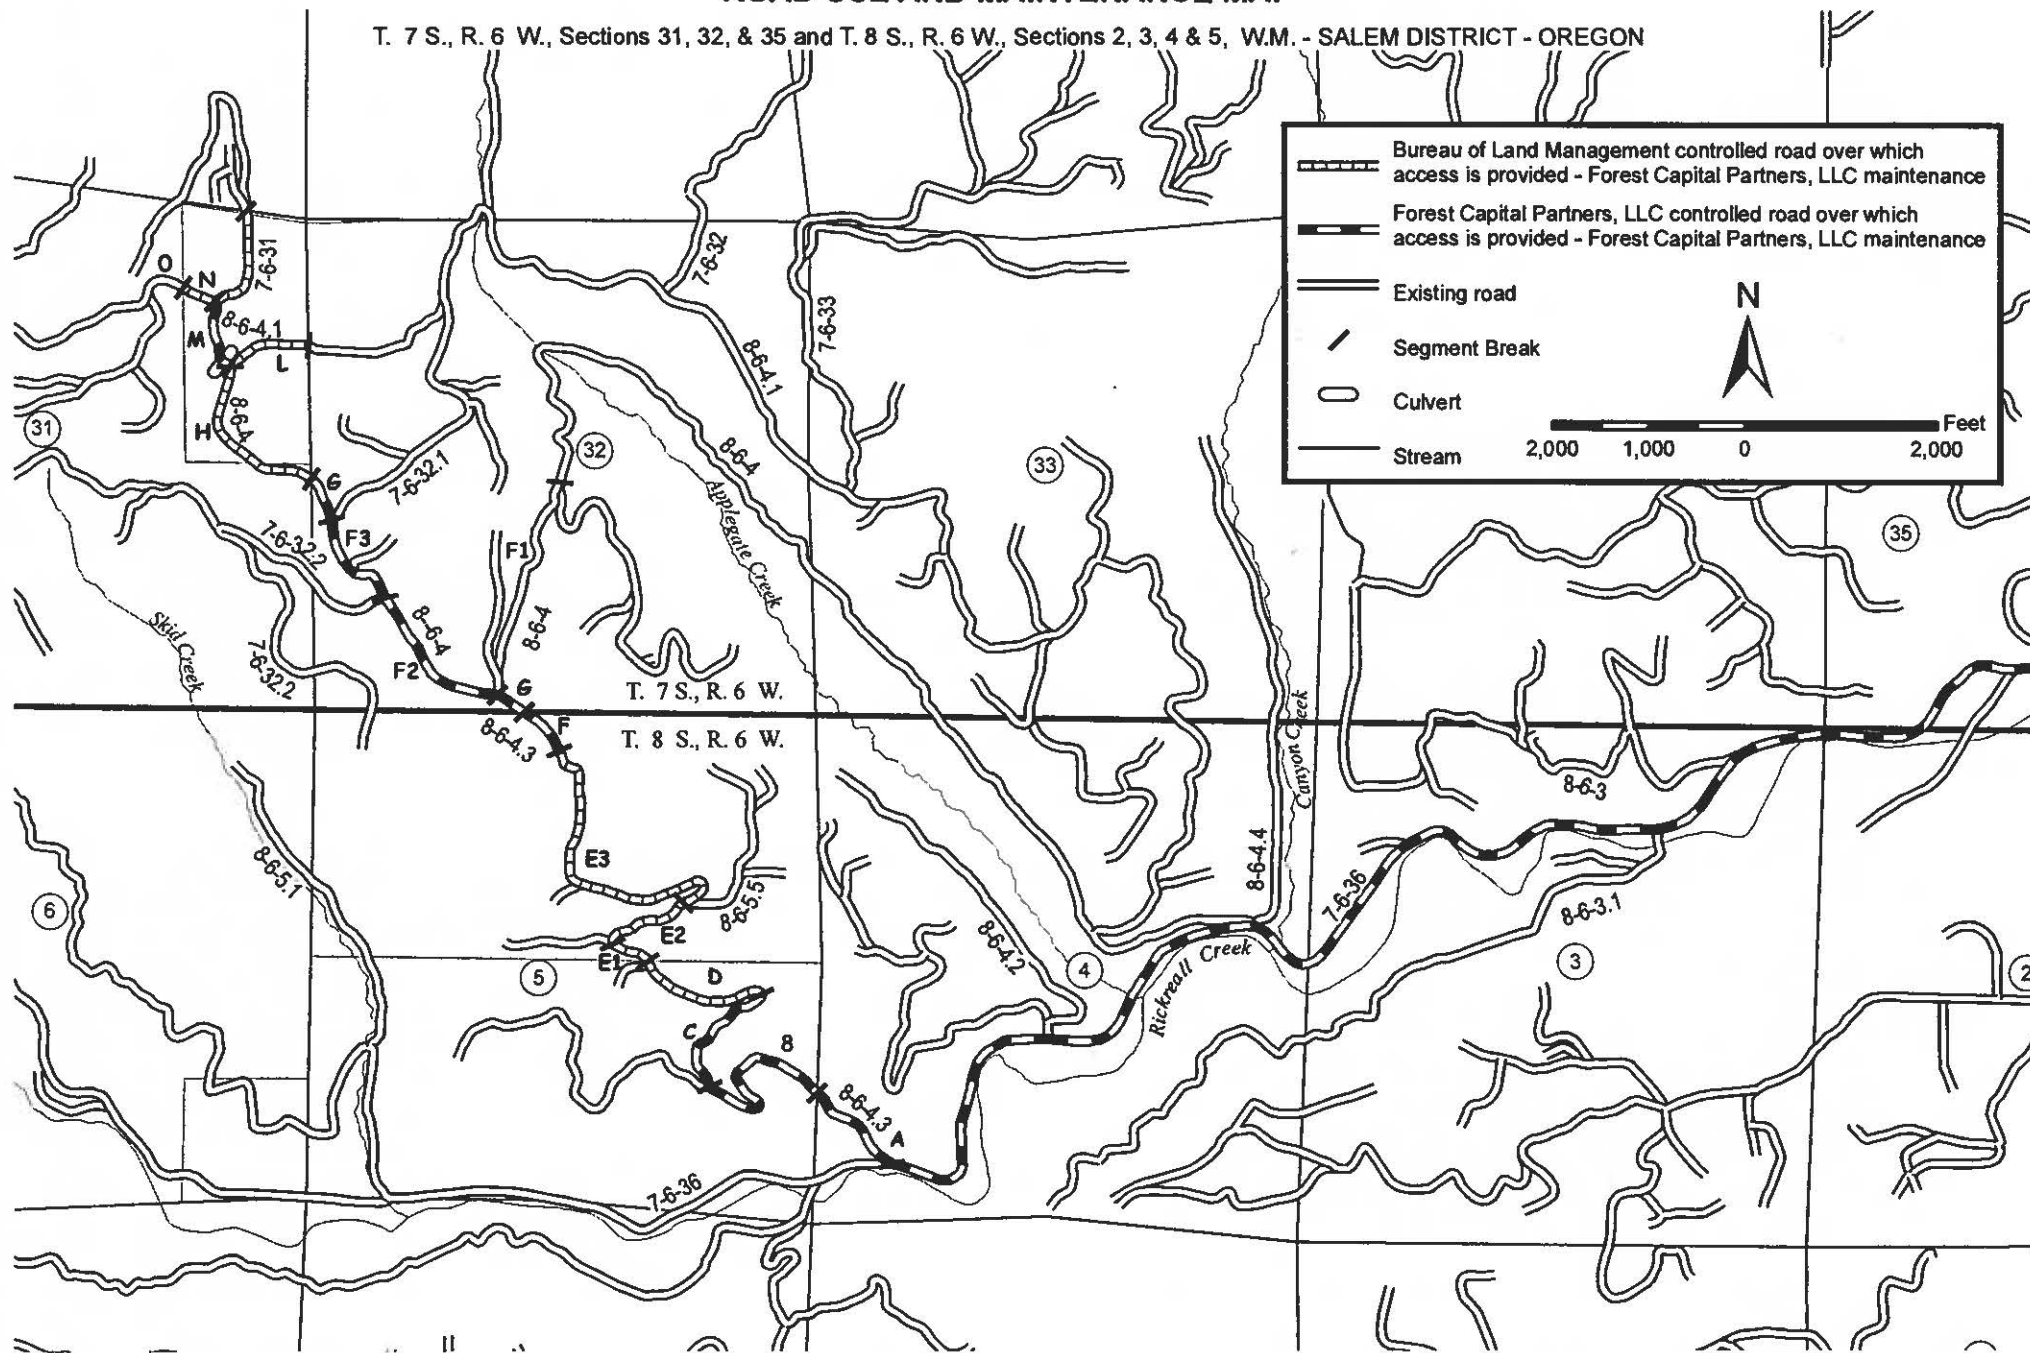 T. 7 S., R. 6 W., Sections 31, 32, & 35 and T. 8 S., R. 6 W., Sections 2, 3, 4 & 5, W.M. - SALEM DISTRICT - OREGON
Bureau of Land Management controlled road over which
access is provided - Forest Capital Partners, LLC maintenance
Forest Capital Partners, LLC controlled road over which
access is provided - Forest Capital Partners, LLC maintenance
Existing road
Segment Break
Culvert
Stream
N
Feet
2,000 1,000 0 2,000
7-6-31
O
N
M
8-6-4.1
L
H
8-6-4
31
G
7-6-32.1
F3
7-6-32.2
7-6-32.2
8-6-4
F2
F1
8-6-4
32
7-6-32
7-6-33
8-6-4.1
8-6-4
Applegate Creek
33
35
Skid Creek
T. 7 S., R. 6 W.
T. 8 S., R. 6 W.
G
F
8-6-4.3
E3
E2
E1
8-6-5.5
D
C
8
8-6-4.3
A
5
6
8-6-5.1
7-6-36
8-6-4.2
4
Rickreall Creek
Canyon Creek
8-6-4.4
7-6-36
8-6-3
8-6-3.1
3
2